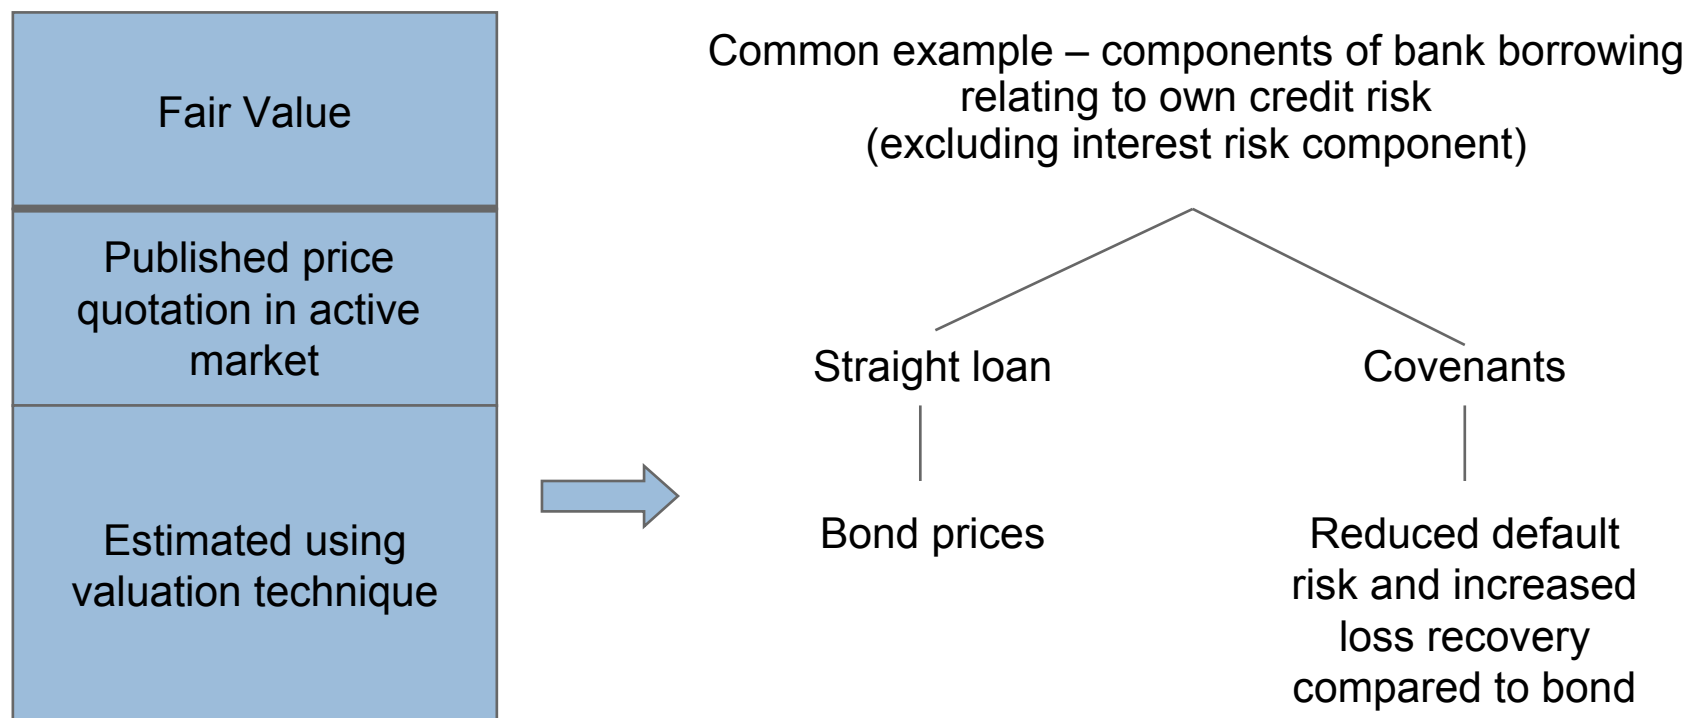 Fair Value
Published price
quotation in active
market
Estimated using
valuation technique
Common example – components of bank borrowing
relating to own credit risk
(excluding interest risk component)
Straight loan
Covenants
Bond prices
Reduced default
risk and increased
loss recovery
compared to bond